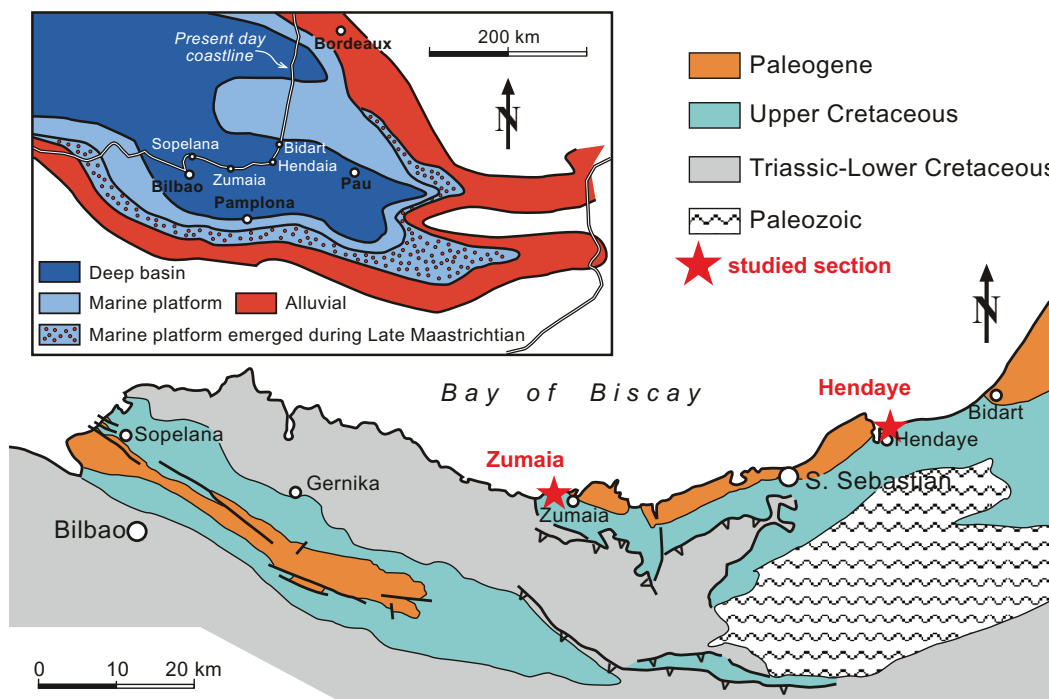 Present day
coastline
Bordeaux
200 km
N
Sopelana
Bidart
Hendaia
Zumaia
Bilbao
Pau
Pamplona
Deep basin
Marine platform
Alluvial
Marine platform emerged during Late Maastrichtian
Paleogene
Upper Cretaceous
Triassic-Lower Cretaceous
Paleozoic
studied section
N
Bay of Biscay
Hendaye
Bidart
Hendaye
Sopelana
Zumaia
S. Sebastian
Gernika
Zumaia
Bilbao
0 10 20 km